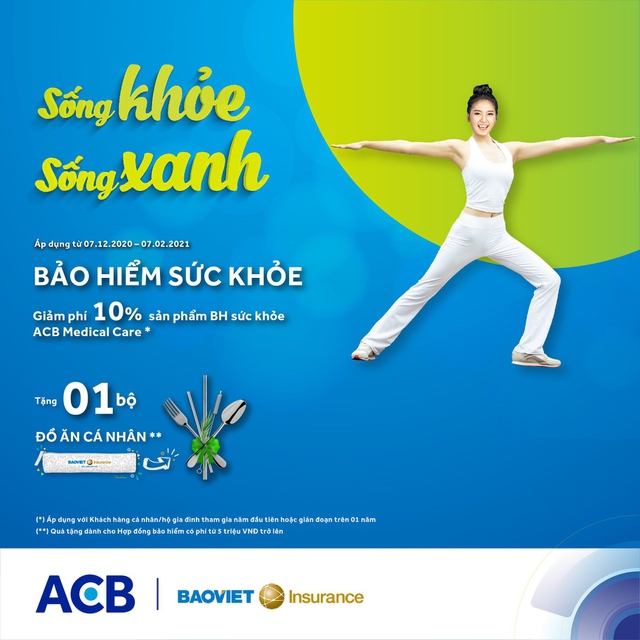 Sống khỏe
Sống xanh
Áp dụng từ 07.12.2020 – 07.02.2021
BẢO HIỂM SỨC KHỎE
Giảm phí 10% sản phẩm BH sức khỏe
ACB Medical Care *
Tặng 01 bộ
ĐỒ ĂN CÁ NHÂN **
BAOVIET Insurance
(*) Áp dụng với Khách hàng cá nhân/hộ gia đình tham gia năm đầu tiên hoặc gián đoạn trên 01 năm
(**) Quà tặng dành cho Hợp đồng bảo hiểm có phí từ 5 triệu VNĐ trở lên
ACB | BAOVIET Insurance